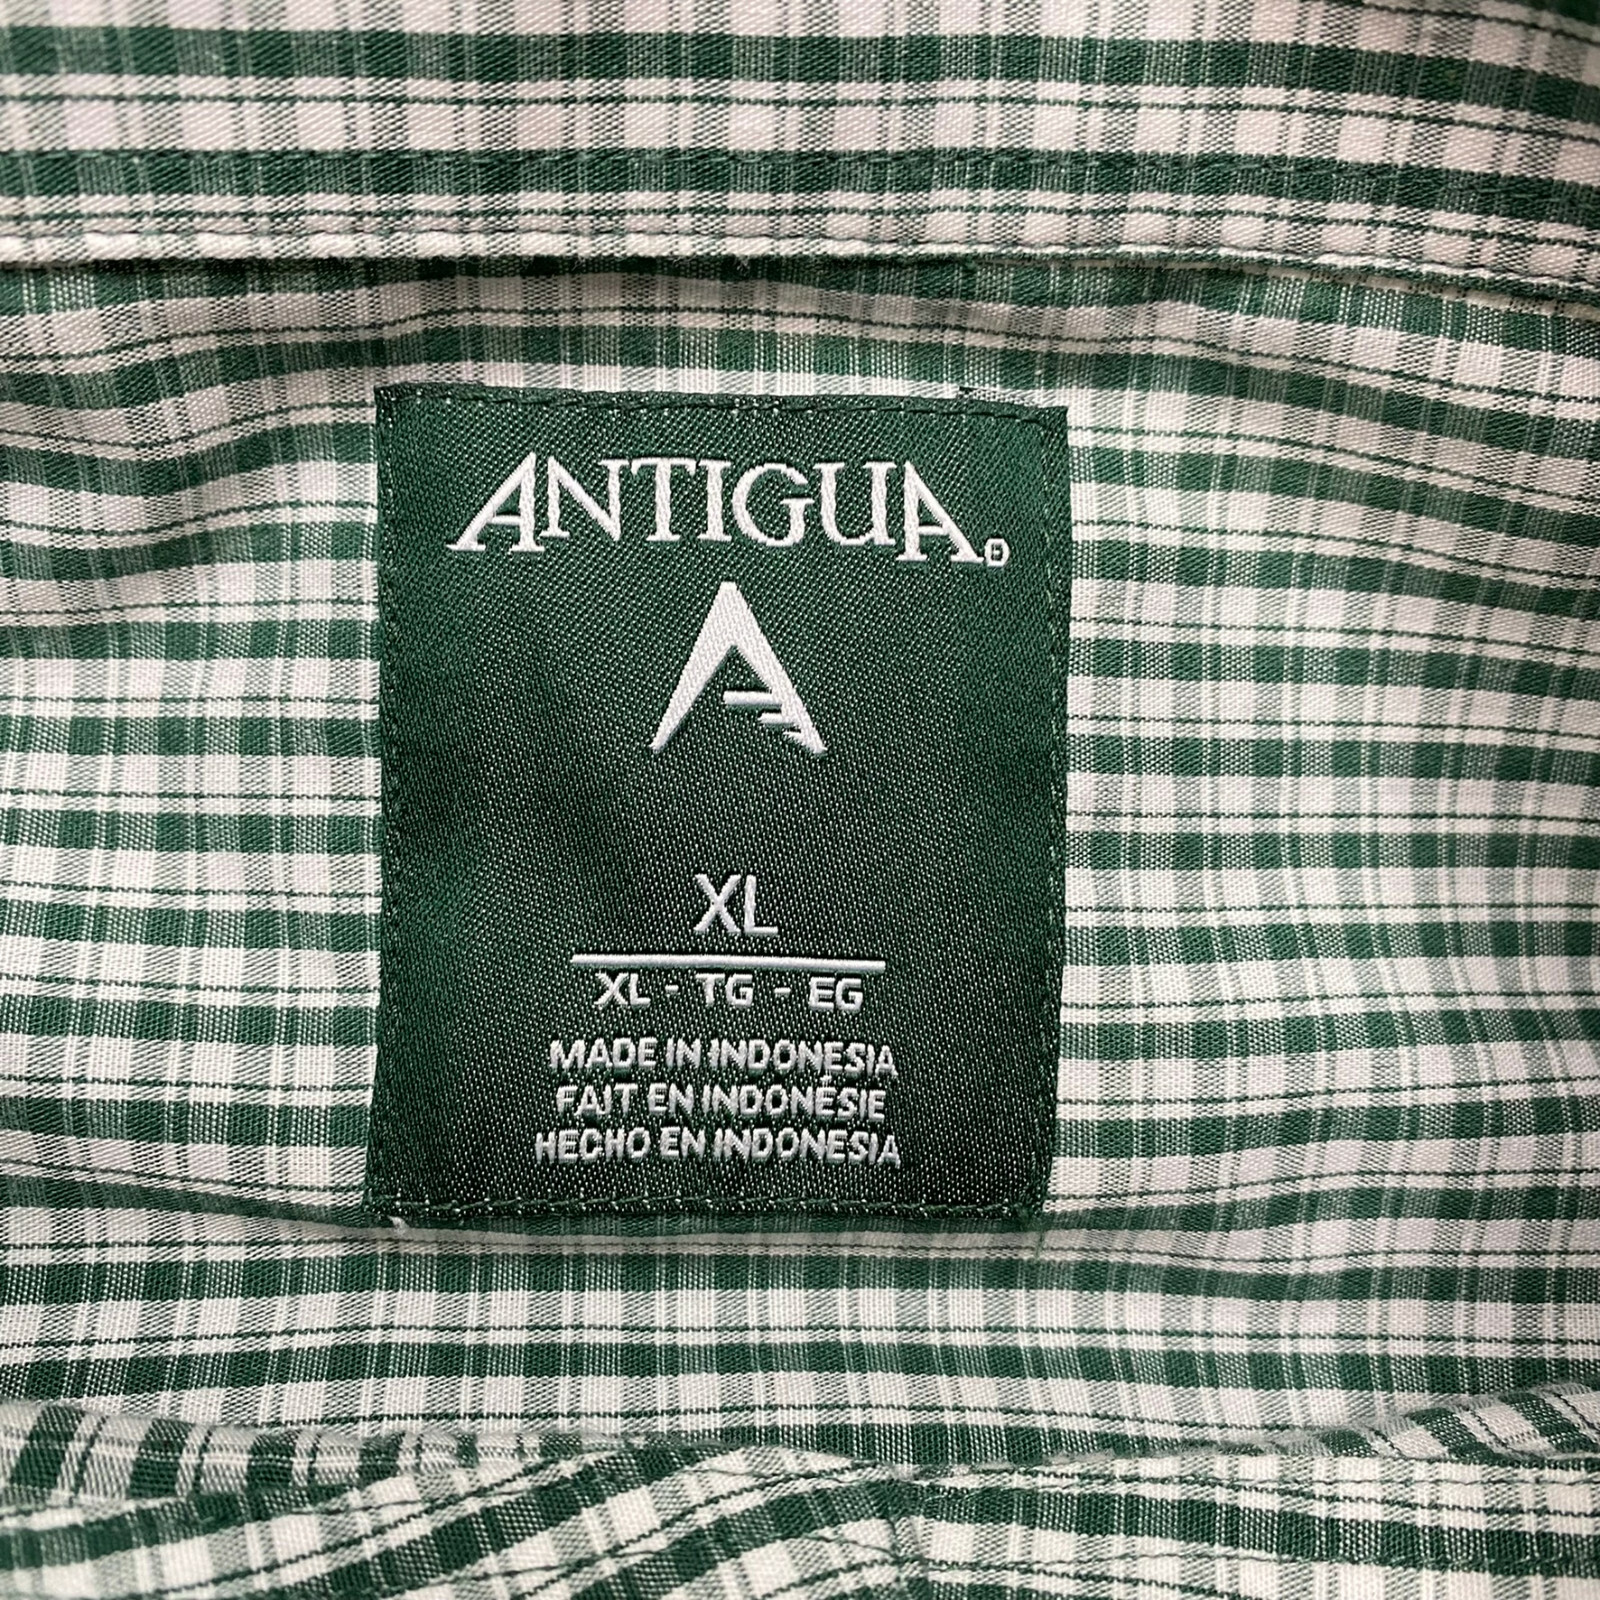 ANTIGUA®
XL
XL - TG - EG
MADE IN INDONESIA
FAIT EN INDONÉSIE
HECHO EN INDONESIA